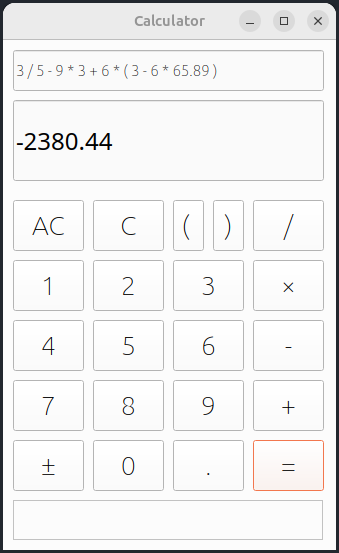 Calculator
3 / 5 - 9 * 3 + 6 * ( 3 - 6 * 65.89 )
-2380.44
AC C ( ) /
1 2 3 ×
4 5 6 -
7 8 9 +
± 0 . =